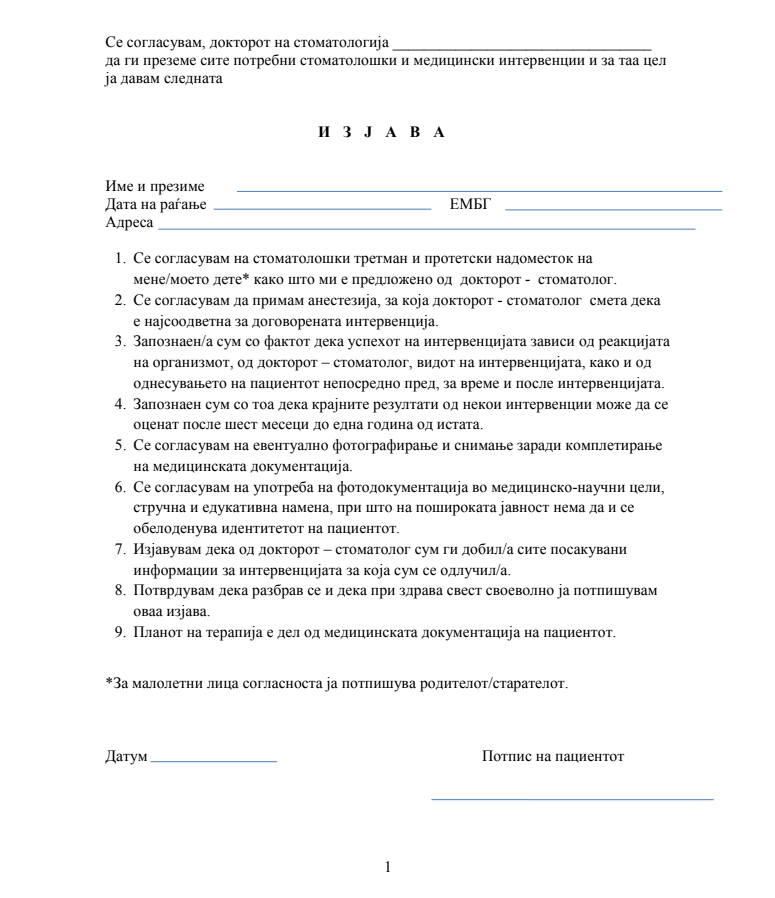 Се согласувам, докторот на стоматологија ___________________________________
да ги преземе сите потребни стоматолошки и медицински интервенции и за таа цел
ја давам следната
И З Ј А В А
Име и презиме
Дата на раѓање ЕМБГ
Адреса
1. Се согласувам на стоматолошки третман и протетски надоместок на
мене/моето дете* како што ми е предложено од докторот - стоматолог.
2. Се согласувам да примам анестезија, за која докторот - стоматолог смета дека
е најсоодветна за договорената интервенција.
3. Запознаен/а сум со фактот дека успехот на интервенцијата зависи од реакцијата
на организмот, од докторот – стоматолог, видот на интервенцијата, како и од
однесувањето на пациентот непосредно пред, за време и после интервенцијата.
4. Запознаен сум со тоа дека крајните резултати од некои интервенции може да се
оценат после шест месеци до една година од истата.
5. Се согласувам на евентуално фотографирање и снимање заради комплетирање
на медицинската документација.
6. Се согласувам на употреба на фотодокументација во медицинско-научни цели,
стручна и едукативна намена, при што на пошироката јавност нема да и се
обелоденува идентитетот на пациентот.
7. Изјавувам дека од докторот – стоматолог сум ги добил/а сите посакувани
информации за интервенцијата за која сум се одлучил/а.
8. Потврдувам дека разбрав се и дека при здрава свест своеволно ја потпишувам
оваа изјава.
9. Планот на терапија е дел од медицинската документација на пациентот.
*За малолетни лица согласноста ја потпишува родителот/старателот.
Датум Потпис на пациентот
1